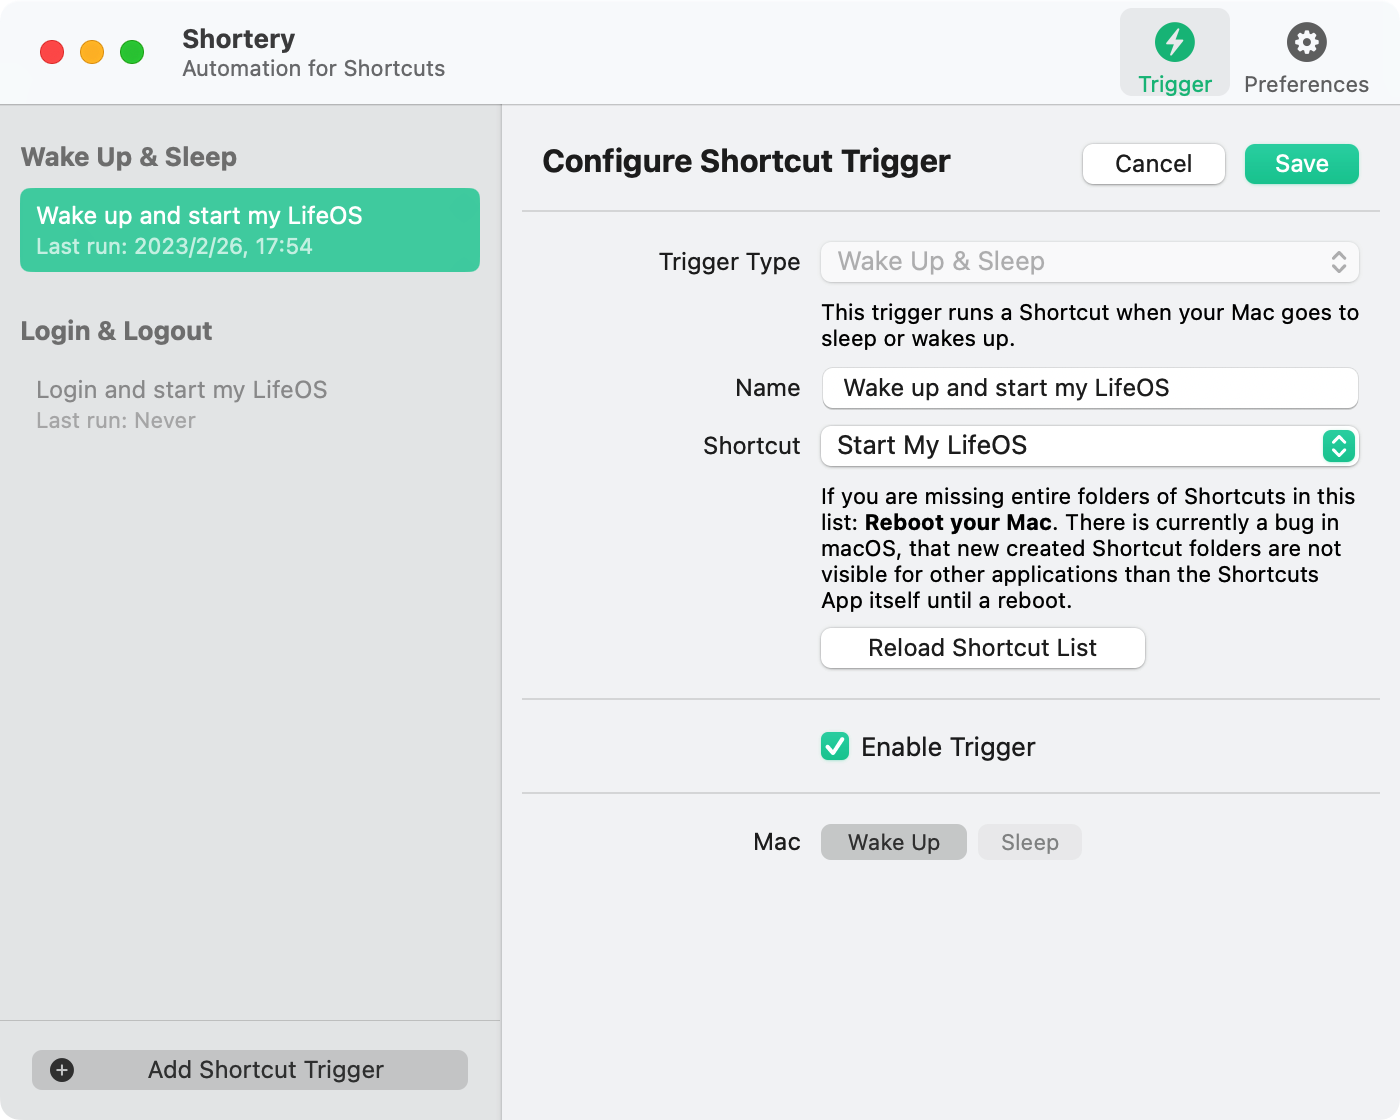 Shortery
Automation for Shortcuts
Trigger
Preferences
Wake Up & Sleep
Wake up and start my LifeOS
Last run: 2023/2/26, 17:54
Login & Logout
Login and start my LifeOS
Last run: Never
Add Shortcut Trigger
Configure Shortcut Trigger
Cancel
Save
Trigger Type
Wake Up & Sleep
This trigger runs a Shortcut when your Mac goes to
sleep or wakes up.
Name
Wake up and start my LifeOS
Shortcut
Start My LifeOS
If you are missing entire folders of Shortcuts in this
list: Reboot your Mac. There is currently a bug in
macOS, that new created Shortcut folders are not
visible for other applications than the Shortcuts
App itself until a reboot.
Reload Shortcut List
Enable Trigger
Mac
Wake Up
Sleep